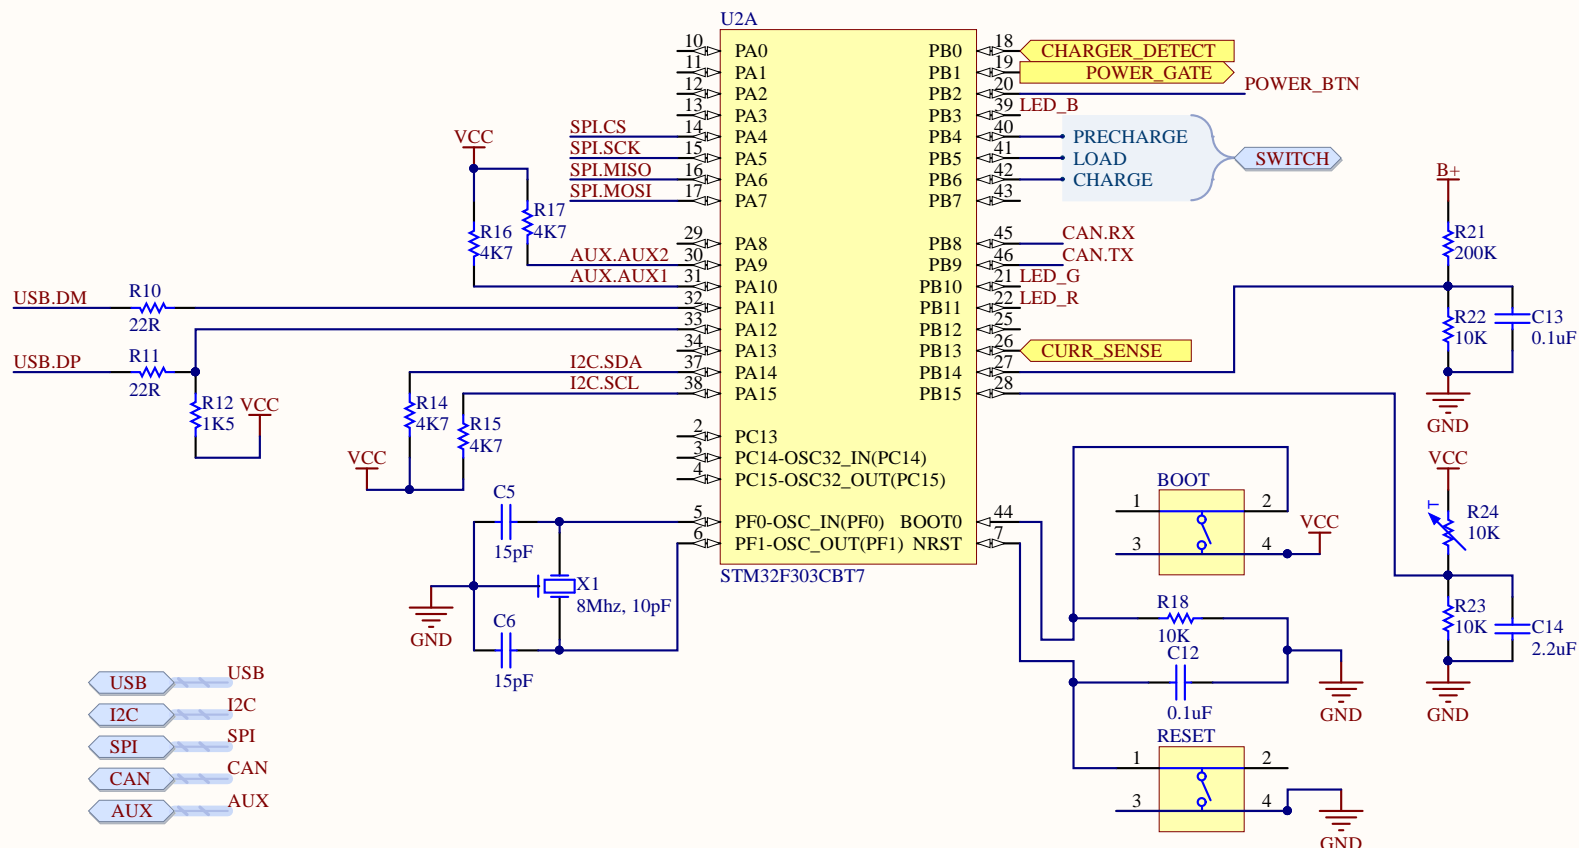 U2A
10 PA0 PB0 18 CHARGER_DETECT
11 PA1 PB1 19 POWER_GATE
12 PA2 PB2 20 POWER_BTN
13 PA3 PB3 39 LED_B
SPI.CS 14 PA4 PB4 40 PRECHARGE
SPI.SCK 15 PA5 PB5 41 LOAD SWITCH
SPI.MISO 16 PA6 PB6 42 CHARGE
SPI.MOSI 17 PA7 PB7 43
VCC
R17
4K7
R16
4K7
29 PA8 PB8 45 CAN.RX
AUX.AUX2 30 PA9 PB9 46 CAN.TX
AUX.AUX1 31 PA10 PB10 21 LED_G
32 PA11 PB11 22 LED_R
33 PA12 PB12 25
34 PA13 PB13 26 CURR_SENSE
I2C.SDA 37 PA14 PB14 27
I2C.SCL 38 PA15 PB15 28
USB.DM
R10
22R
USB.DP
R11
22R
R12
1K5
VCC
R14
4K7
R15
4K7
VCC
2 PC13
3 PC14-OSC32_IN(PC14)
4 PC15-OSC32_OUT(PC15)
5 PF0-OSC_IN(PF0) BOOT0 44
6 PF1-OSC_OUT(PF1) NRST 7
STM32F303CBT7
C5
15pF
X1
8Mhz, 10pF
GND
C6
15pF
B+
R21
200K
R22
10K
C13
0.1uF
GND
VCC
T
R24
10K
R23
10K
C14
2.2uF
GND
BOOT
1 2
3 4
VCC
R18
10K
C12
0.1uF
GND
RESET
1 2
3 4
GND
USB USB
I2C I2C
SPI SPI
CAN CAN
AUX AUX